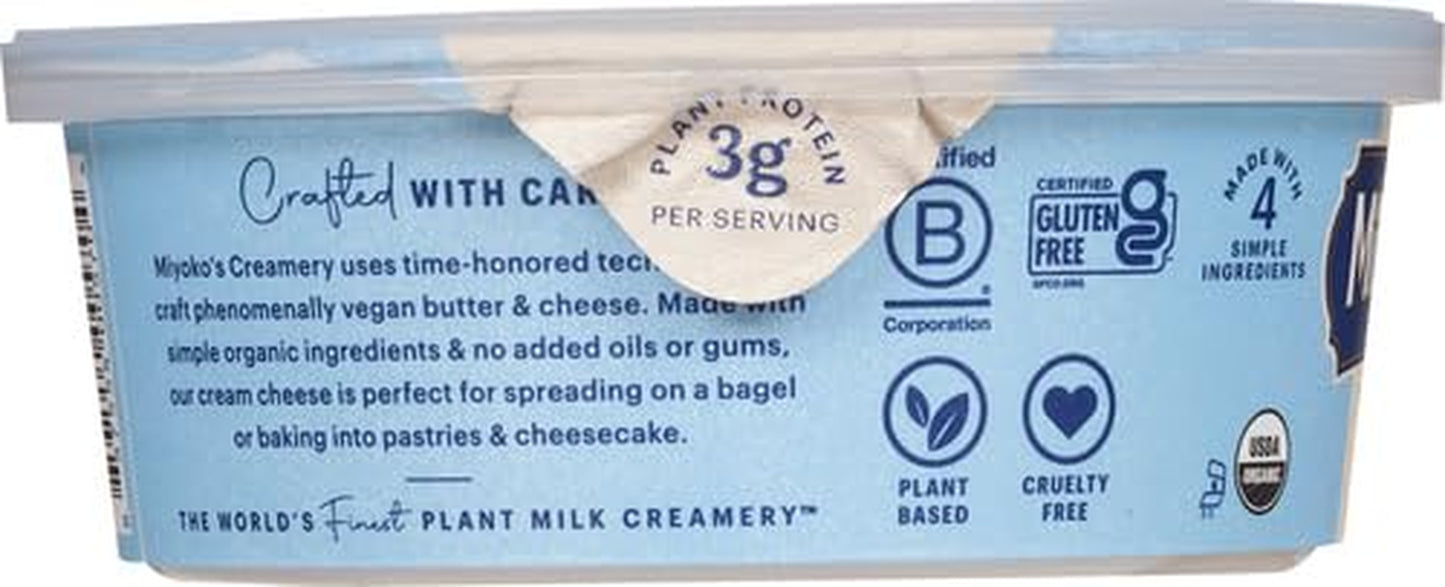 PLANT PROTEIN
3g
PER SERVING
Crafted WITH CAR
Miyoko's Creamery uses time-honored tech
craft phenomenally vegan butter & cheese. Made with
simple organic ingredients & no added oils or gums,
our cream cheese is perfect for spreading on a bagel
or baking into pastries & cheesecake.
THE WORLD'S Finest PLANT MILK CREAMERY™
ified
B
®
Corporation
CERTIFIED
GLUTEN
FREE
GFCO.ORG
MADE WITH
4
SIMPLE
INGREDIENTS
PLANT
BASED
CRUELTY
FREE
USDA
ORGANIC